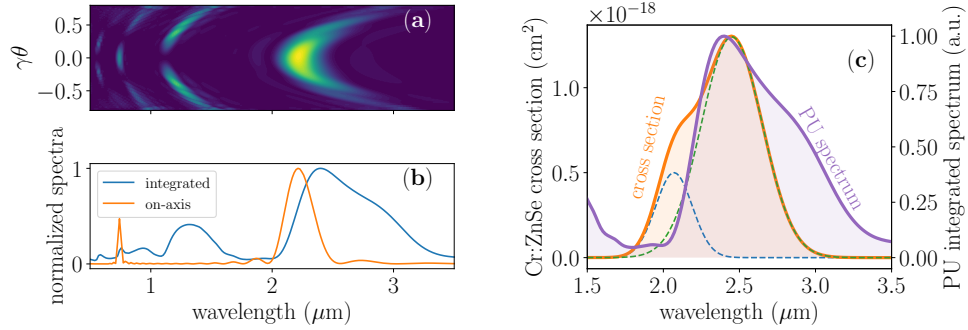 (a)
γθ
0.5
0.0
−0.5
normalized spectra
1
0
(b)
integrated
on-axis
1
2
3
wavelength (μm)
×10−18
(c)
Cr:ZnSe cross section (cm2)
1.0
0.5
0.0
cross section
PU spectrum
1.5
2.0
2.5
3.0
3.5
wavelength (μm)
1.00
0.75
0.50
0.25
0.00
PU integrated spectrum (a.u.)